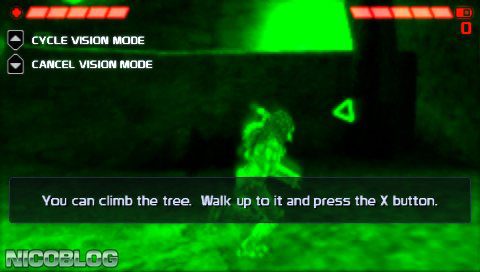 0
CYCLE VISION MODE
CANCEL VISION MODE
You can climb the tree. Walk up to it and press the X button.
NICOBLOG